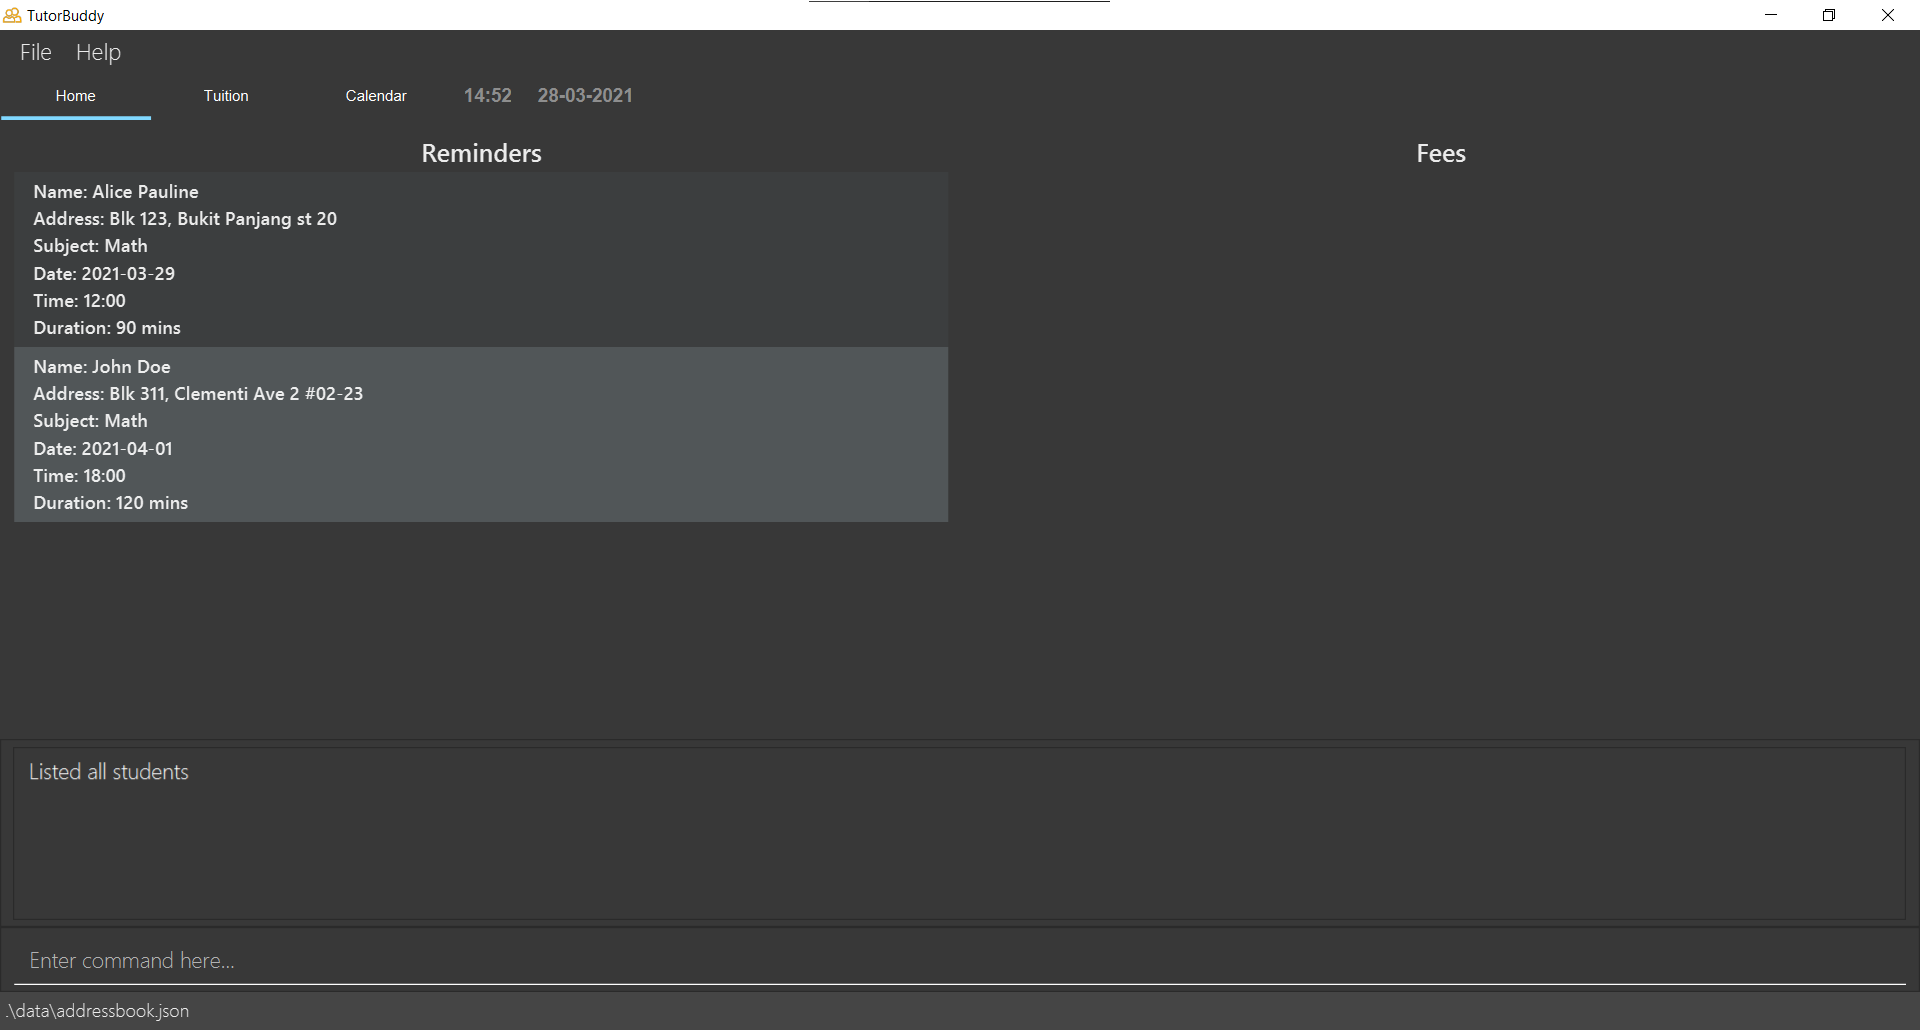 TutorBuddy
File Help
Home Tuition Calendar 14:52 28-03-2021
Reminders
Name: Alice Pauline
Address: Blk 123, Bukit Panjang st 20
Subject: Math
Date: 2021-03-29
Time: 12:00
Duration: 90 mins
Name: John Doe
Address: Blk 311, Clementi Ave 2 #02-23
Subject: Math
Date: 2021-04-01
Time: 18:00
Duration: 120 mins
Fees
Listed all students
Enter command here...
.\data\addressbook.json